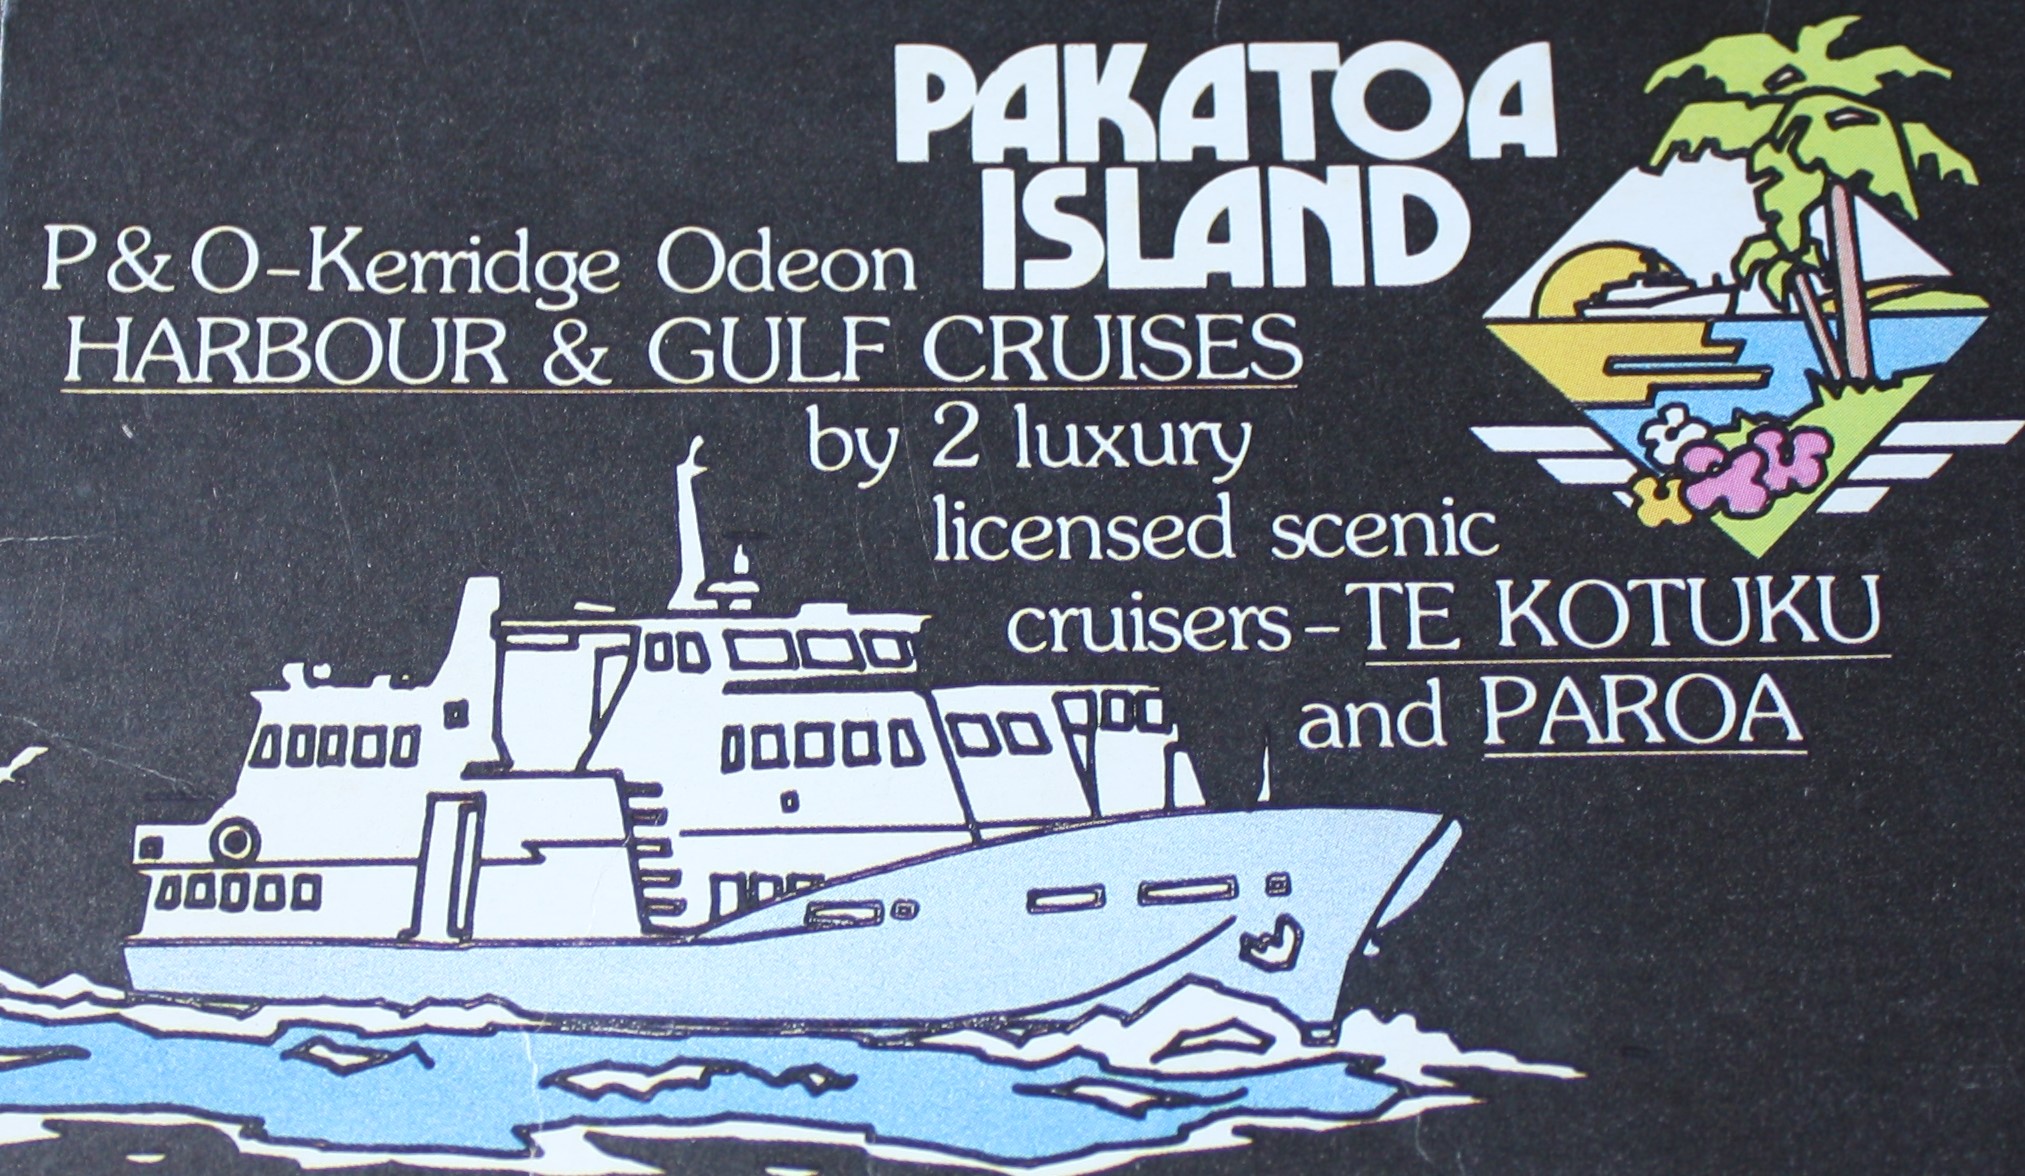 PAKATOA
ISLAND
P & O-Kerridge Odeon
HARBOUR & GULF CRUISES
by 2 luxury
licensed scenic
cruisers-TE KOTUKU
and PAROA